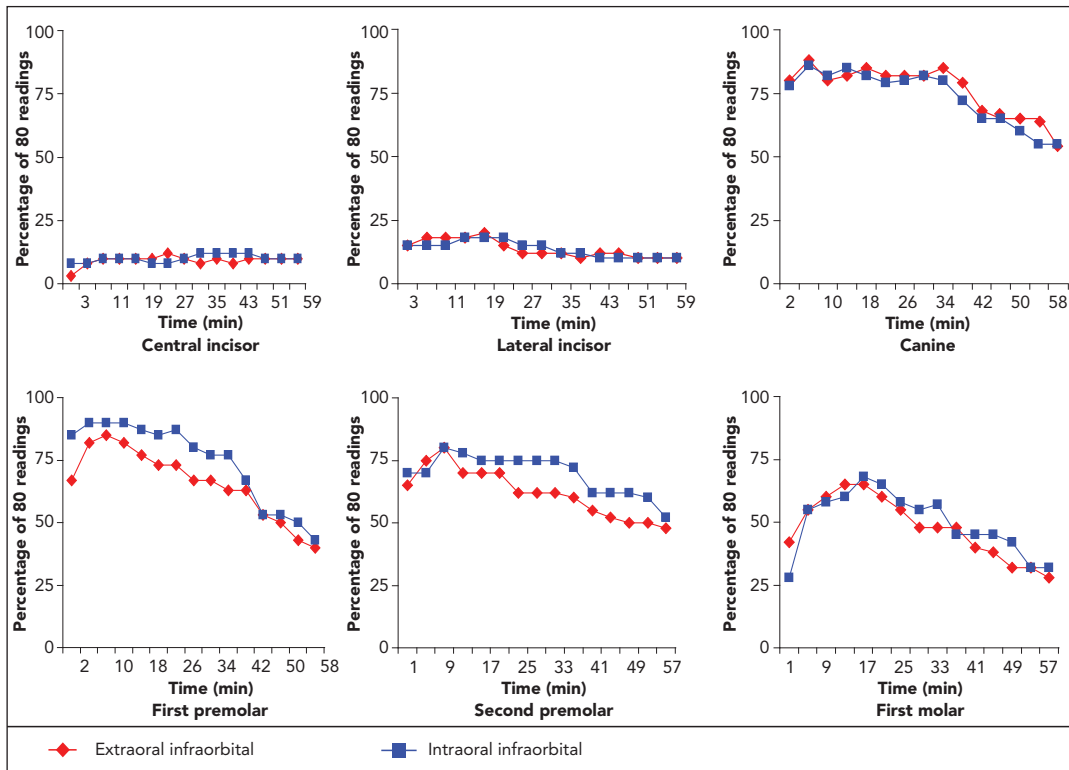 Percentage of 80 readings
100
75
50
25
0
3 11 19 27 35 43 51 59
Time (min)
Central incisor
Percentage of 80 readings
100
75
50
25
0
3 11 19 27 35 43 51 59
Time (min)
Lateral incisor
Percentage of 80 readings
100
75
50
25
0
2 10 18 26 34 42 50 58
Time (min)
Canine
Percentage of 80 readings
100
75
50
25
0
2 10 18 26 34 42 50 58
Time (min)
First premolar
Percentage of 80 readings
100
75
50
25
0
1 9 17 25 33 41 49 57
Time (min)
Second premolar
Percentage of 80 readings
100
75
50
25
0
1 9 17 25 33 41 49 57
Time (min)
First molar
Extraoral infraorbital
Intraoral infraorbital